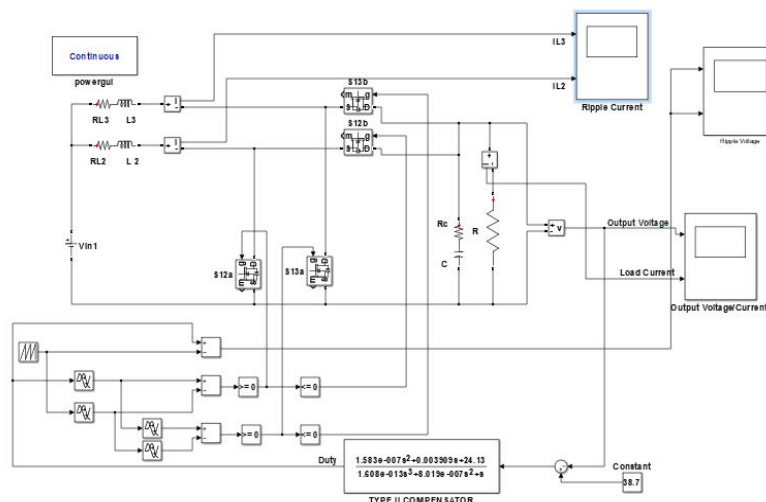 Continuous
powergui
IL3
IL2
Ripple Current
Ripple Voltage
RL3
L3
RL2
L 2
S13b
S12b
m
g
S
D
m
g
S
D
Rc
R
C
v
Vin1
S12a
S13a
Output Voltage
Load Current
Output Voltage/Current
>= 0
<= 0
>= 0
<= 0
Duty
1.583e-007s²+0.003909s+24.13
1.608e-013s³+8.019e-007s²+s
TYPE II COMPENSATOR
Constant
38.7